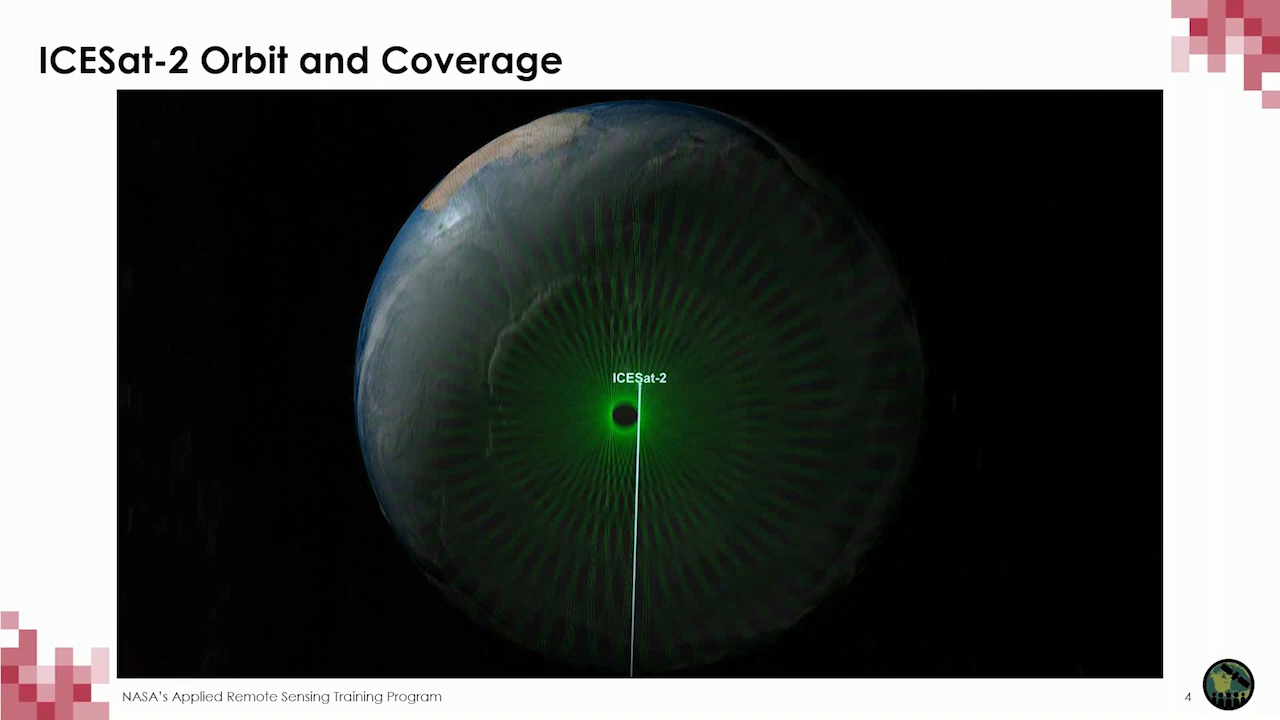 ICESat-2 Orbit and Coverage
ICESat-2
NASA's Applied Remote Sensing Training Program
4